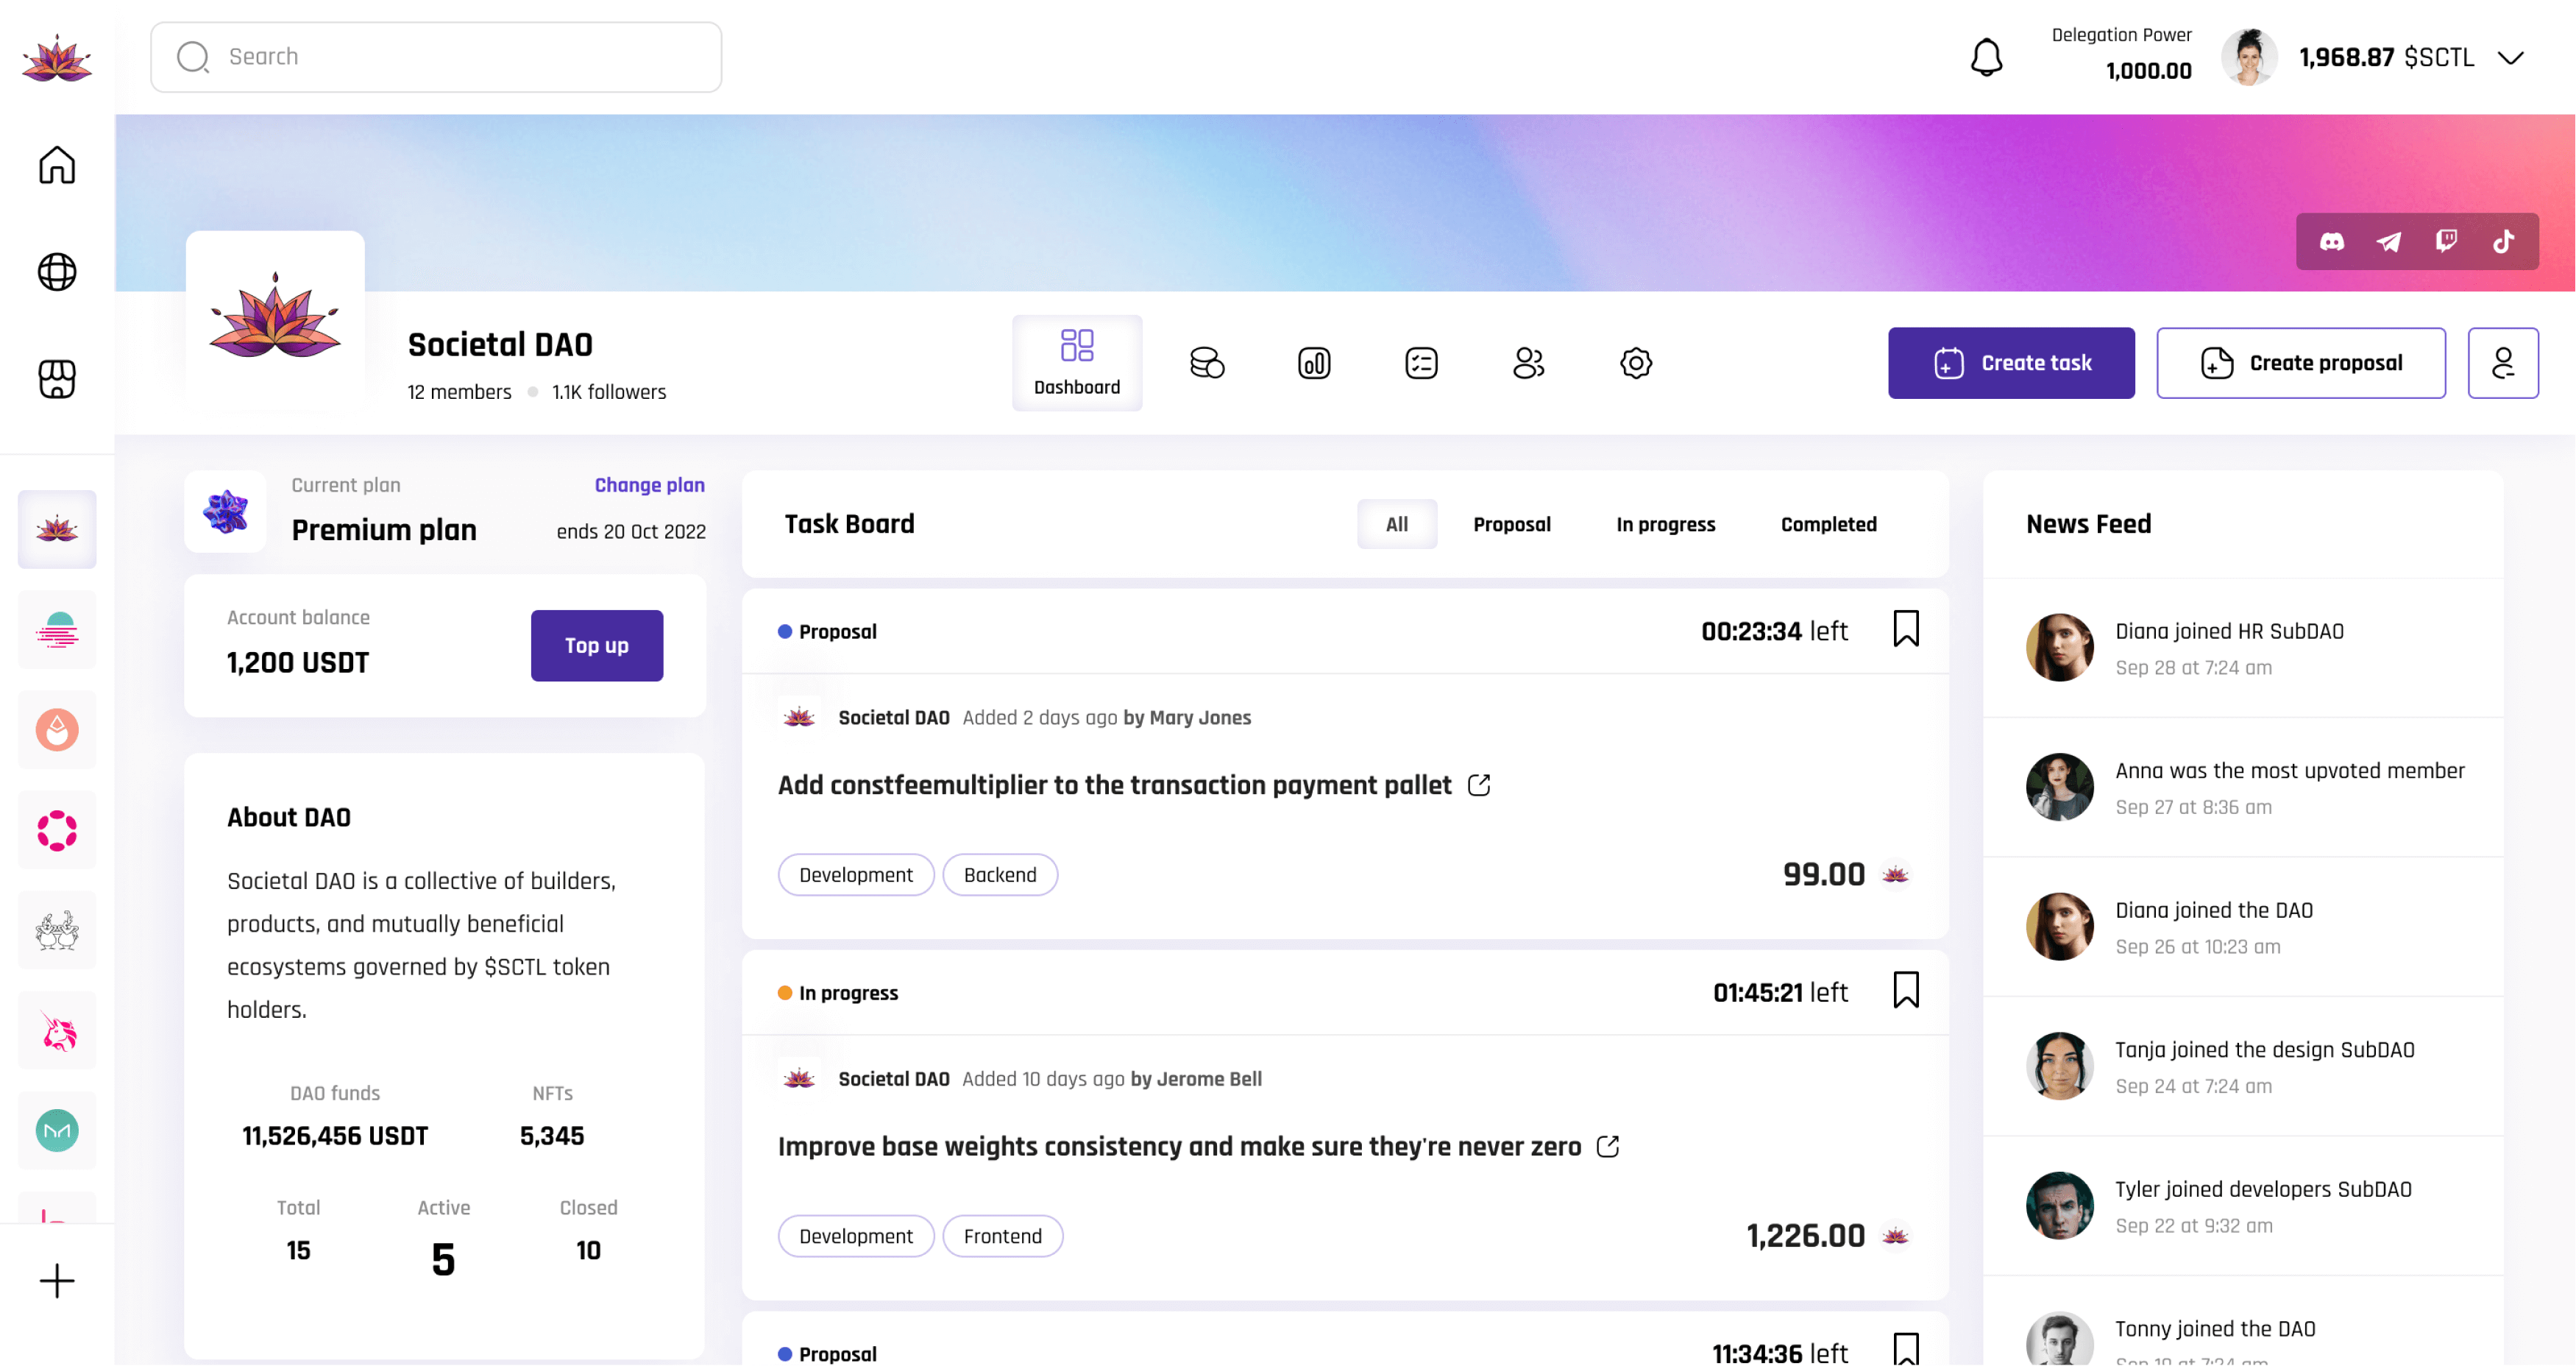 Search
Delegation Power
1,000.00
1,968.87 $SCTL
Societal DAO
12 members 1.1K followers
Dashboard
Create task
Create proposal
Current plan
Change plan
Premium plan
ends 20 Oct 2022
Account balance
1,200 USDT
Top up
About DAO
Societal DAO is a collective of builders,
products, and mutually beneficial
ecosystems governed by $SCTL token
holders.
DAO funds NFTs
11,526,456 USDT 5,345
Total Active Closed
15 5 10
Task Board
All Proposal In progress Completed
Proposal
00:23:34 left
Societal DAO Added 2 days ago by Mary Jones
Add constfeemultiplier to the transaction payment pallet
Development Backend
99.00
In progress
01:45:21 left
Societal DAO Added 10 days ago by Jerome Bell
Improve base weights consistency and make sure they're never zero
Development Frontend
1,226.00
Proposal
11:34:36 left
News Feed
Diana joined HR SubDAO
Sep 28 at 7:24 am
Anna was the most upvoted member
Sep 27 at 8:36 am
Diana joined the DAO
Sep 26 at 10:23 am
Tanja joined the design SubDAO
Sep 24 at 7:24 am
Tyler joined developers SubDAO
Sep 22 at 9:32 am
Tonny joined the DAO